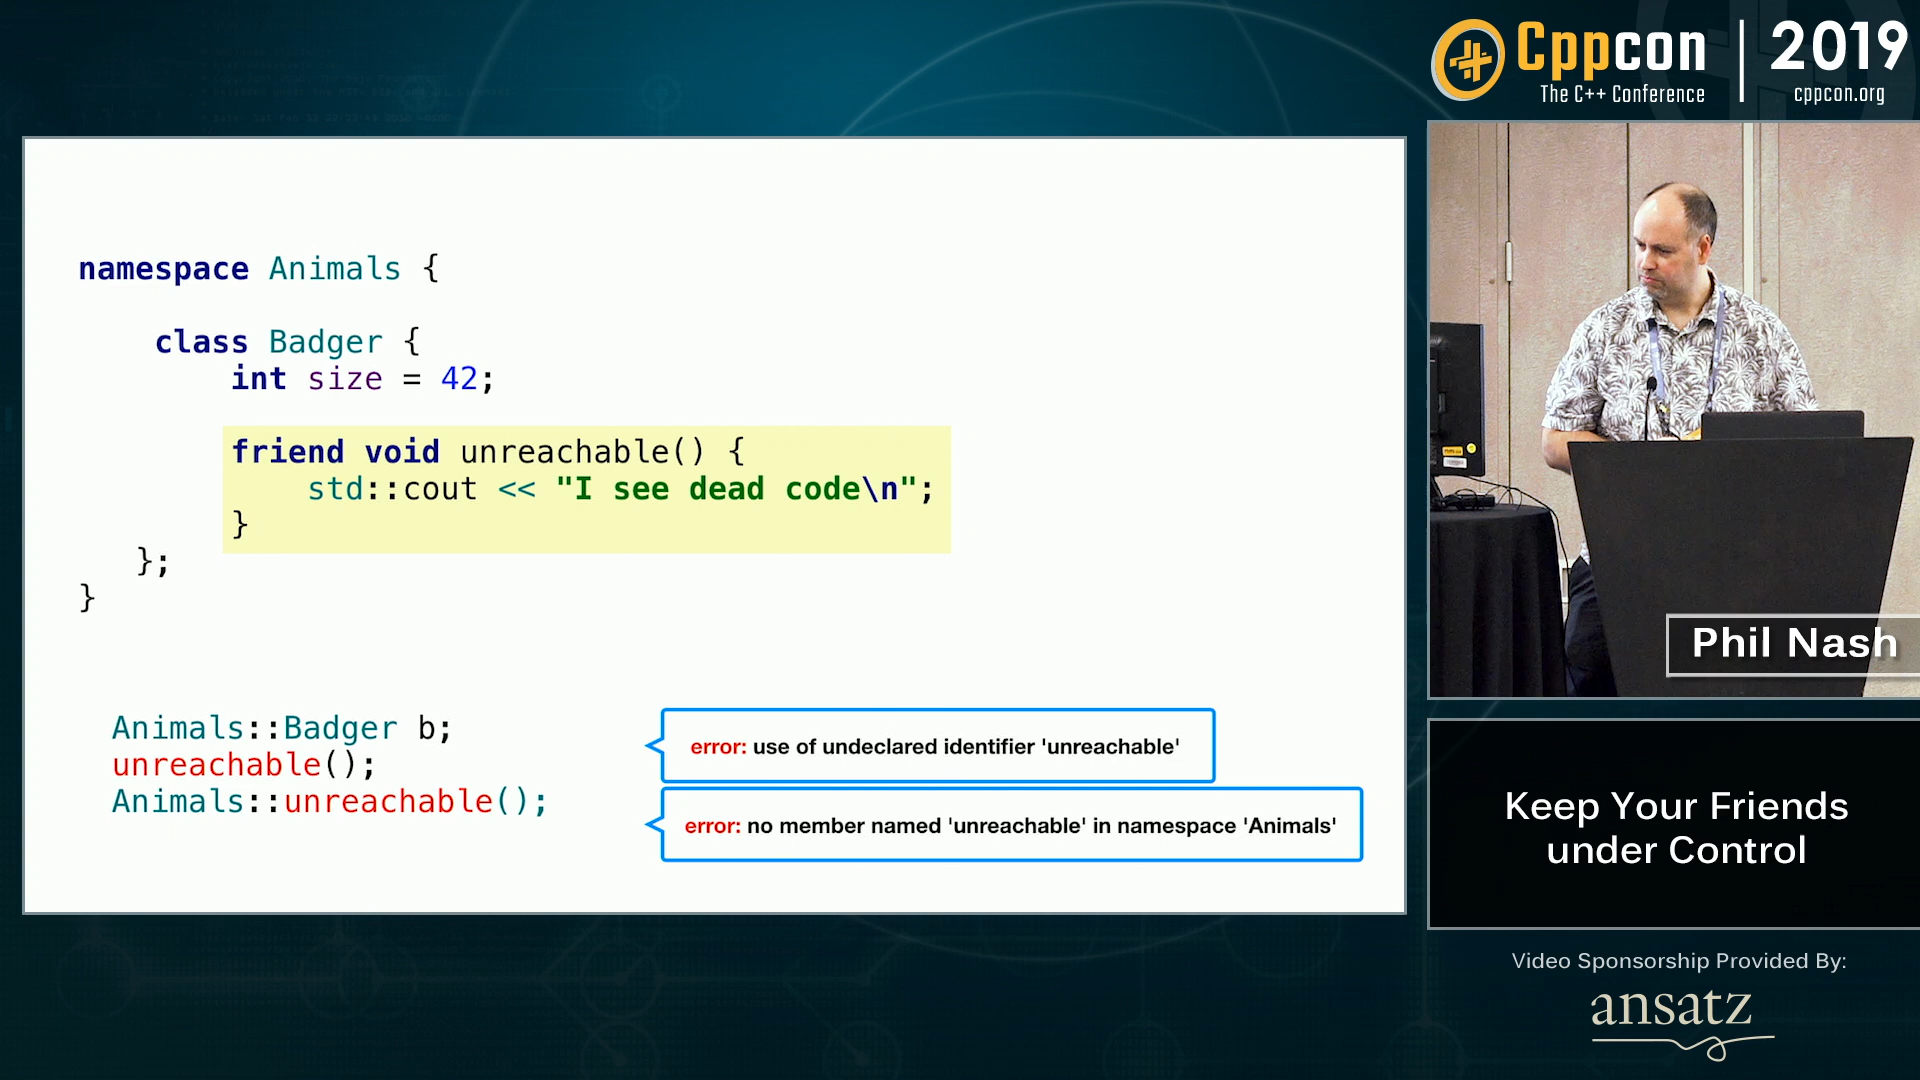 Cppcon
The C++ Conference
2019
cppcon.org
namespace Animals {
class Badger {
int size = 42;
friend void unreachable() {
std::cout << "I see dead code\n";
}
};
}
Animals::Badger b;
unreachable();
Animals::unreachable();
error: use of undeclared identifier 'unreachable'
error: no member named 'unreachable' in namespace 'Animals'
Phil Nash
Keep Your Friends
under Control
Video Sponsorship Provided By:
ansatz